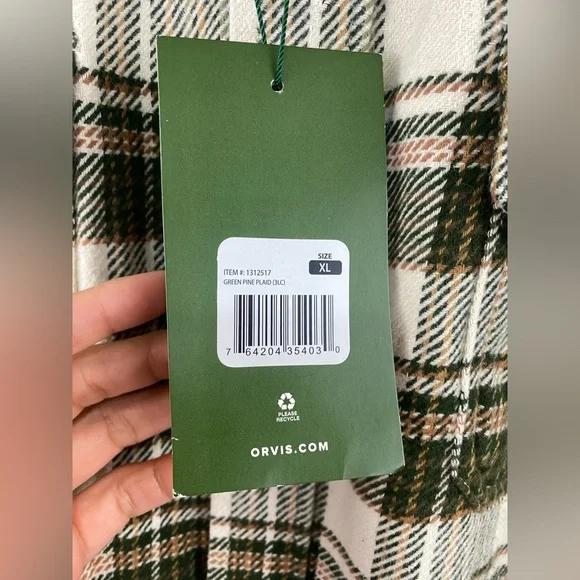 SIZE
XL
ITEM #: 1312517
GREEN PINE PLAID (3LC)
7 64204 35403 0
PLEASE
RECYCLE
ORVIS.COM